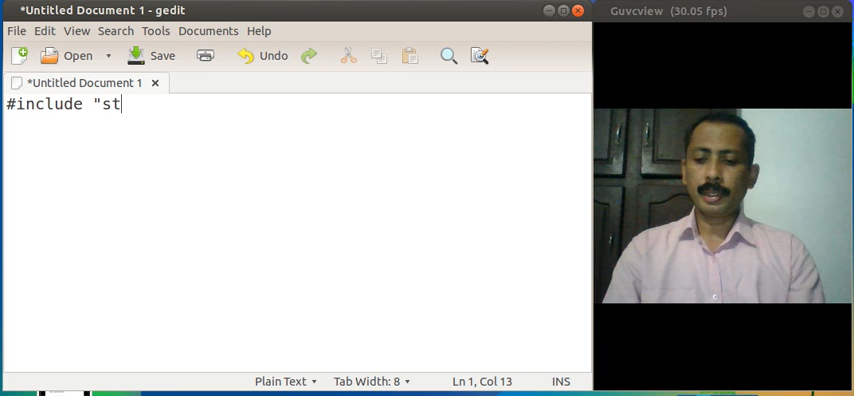 *Untitled Document 1 - gedit
Guvcview (30.05 fps)
File Edit View Search Tools Documents Help
Open Save Undo
*Untitled Document 1
#include "st
Plain Text Tab Width: 8 Ln 1, Col 13 INS